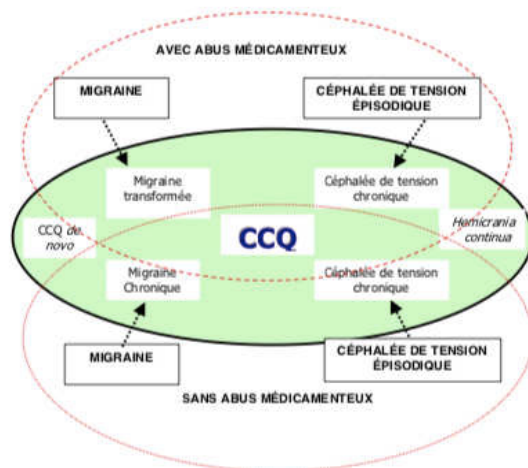 AVEC ABUS MÉDICAMENTEUX
MIGRAINE
CÉPHALÉE DE TENSION
ÉPISODIQUE
Migraine
transformée
Céphalée de tension
chronique
CCQ de
novo
CCQ
Hemicrania
continua
Migraine
Chronique
Céphalée de tension
chronique
MIGRAINE
CÉPHALÉE DE TENSION
ÉPISODIQUE
SANS ABUS MÉDICAMENTEUX